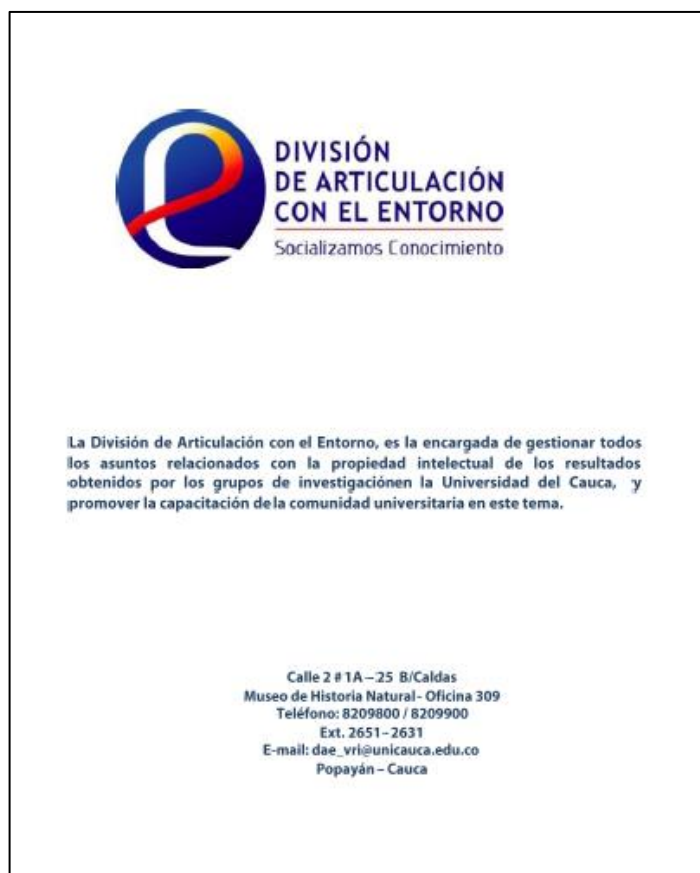 DIVISIÓN
DE ARTICULACIÓN
CON EL ENTORNO
Socializamos Conocimiento
La División de Articulación con el Entorno, es la encargada de gestionar todos
los asuntos relacionados con la propiedad intelectual de los resultados
obtenidos por los grupos de investigaciónen la Universidad del Cauca, y
promover la capacitación de la comunidad universitaria en este tema.
Calle 2 # 1A – 25 B/Caldas
Museo de Historia Natural - Oficina 309
Teléfono: 8209800 / 8209900
Ext. 2651 – 2631
E-mail: dae_vri@unicauca.edu.co
Popayán – Cauca